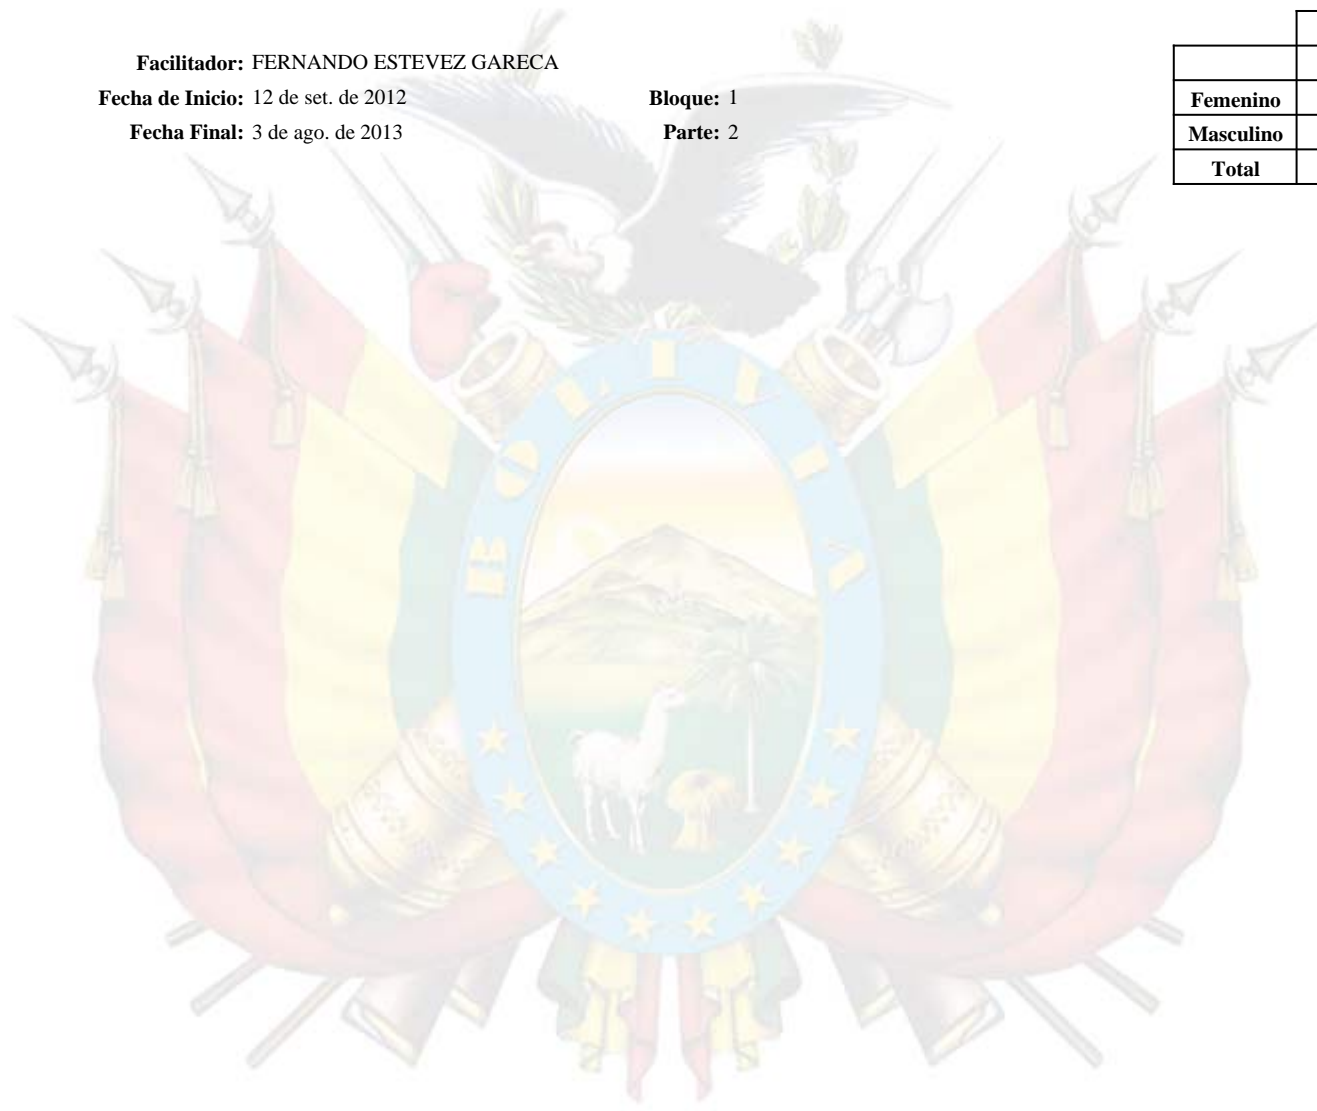 Facilitador: FERNANDO ESTEVEZ GARECA
Fecha de Inicio: 12 de set. de 2012 Bloque: 1
Fecha Final: 3 de ago. de 2013 Parte: 2
Femenino
Masculino
Total
BOLIVIA